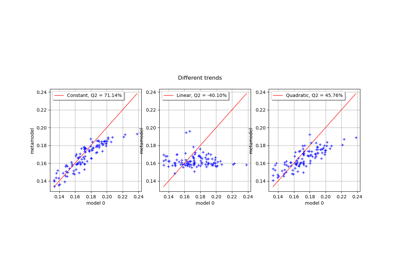 Different trends
Constant, Q2 = 71.14%
Linear, Q2 = -40.10%
Quadratic, Q2 = 45.76%
0.24 0.22 0.20 0.18 0.16 0.14
metamodel
0.14 0.16 0.18 0.20 0.22 0.24
model 0
0.24 0.22 0.20 0.18 0.16 0.14
metamodel
0.14 0.16 0.18 0.20 0.22 0.24
model 0
0.24 0.22 0.20 0.18 0.16 0.14
metamodel
0.14 0.16 0.18 0.20 0.22 0.24
model 0